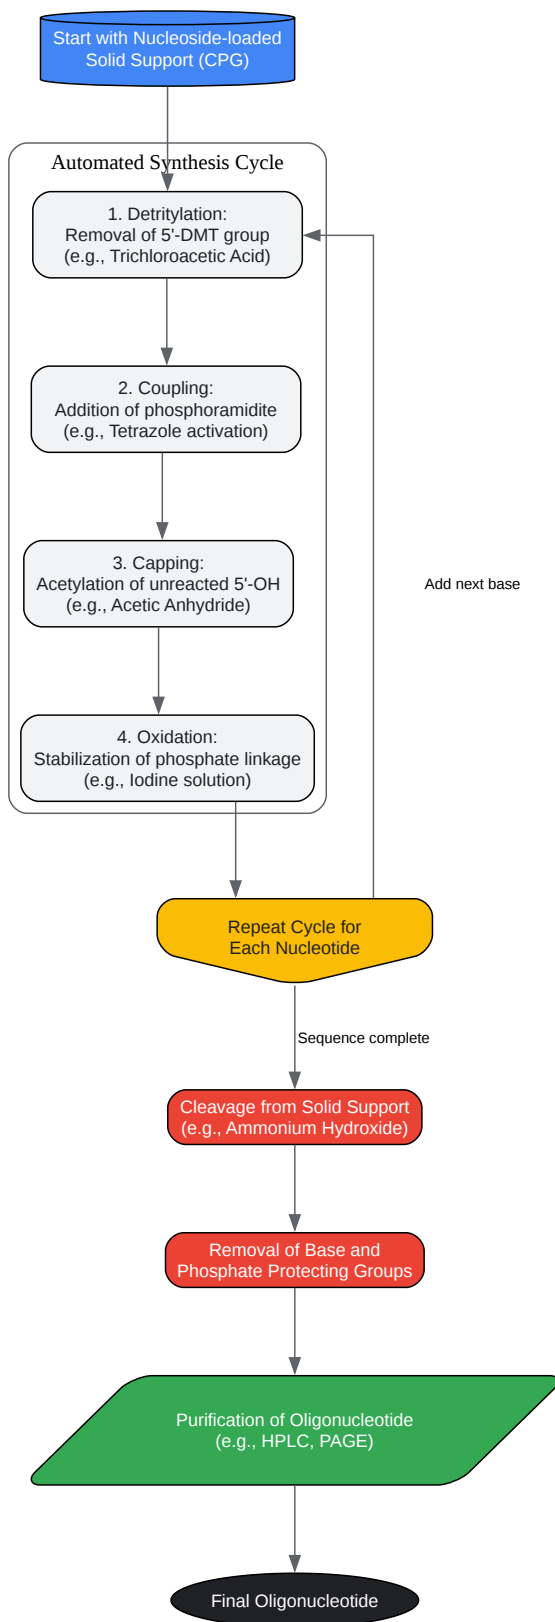 Start with Nucleoside-loaded
Solid Support (CPG)
Automated Synthesis Cycle
1. Detritylation:
Removal of 5'-DMT group
(e.g., Trichloroacetic Acid)
2. Coupling:
Addition of phosphoramidite
(e.g., Tetrazole activation)
3. Capping:
Acetylation of unreacted 5'-OH
(e.g., Acetic Anhydride)
Add next base
4. Oxidation:
Stabilization of phosphate linkage
(e.g., Iodine solution)
Repeat Cycle for
Each Nucleotide
Sequence complete
Cleavage from Solid Support
(e.g., Ammonium Hydroxide)
Removal of Base and
Phosphate Protecting Groups
Purification of Oligonucleotide
(e.g., HPLC, PAGE)
Final Oligonucleotide